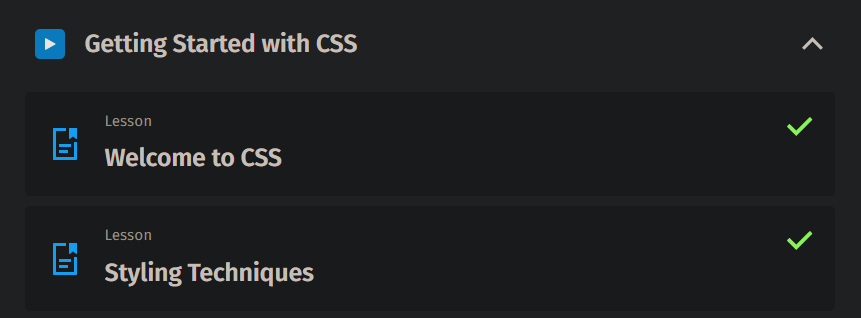 Getting Started with CSS
Lesson
Welcome to CSS
Lesson
Styling Techniques